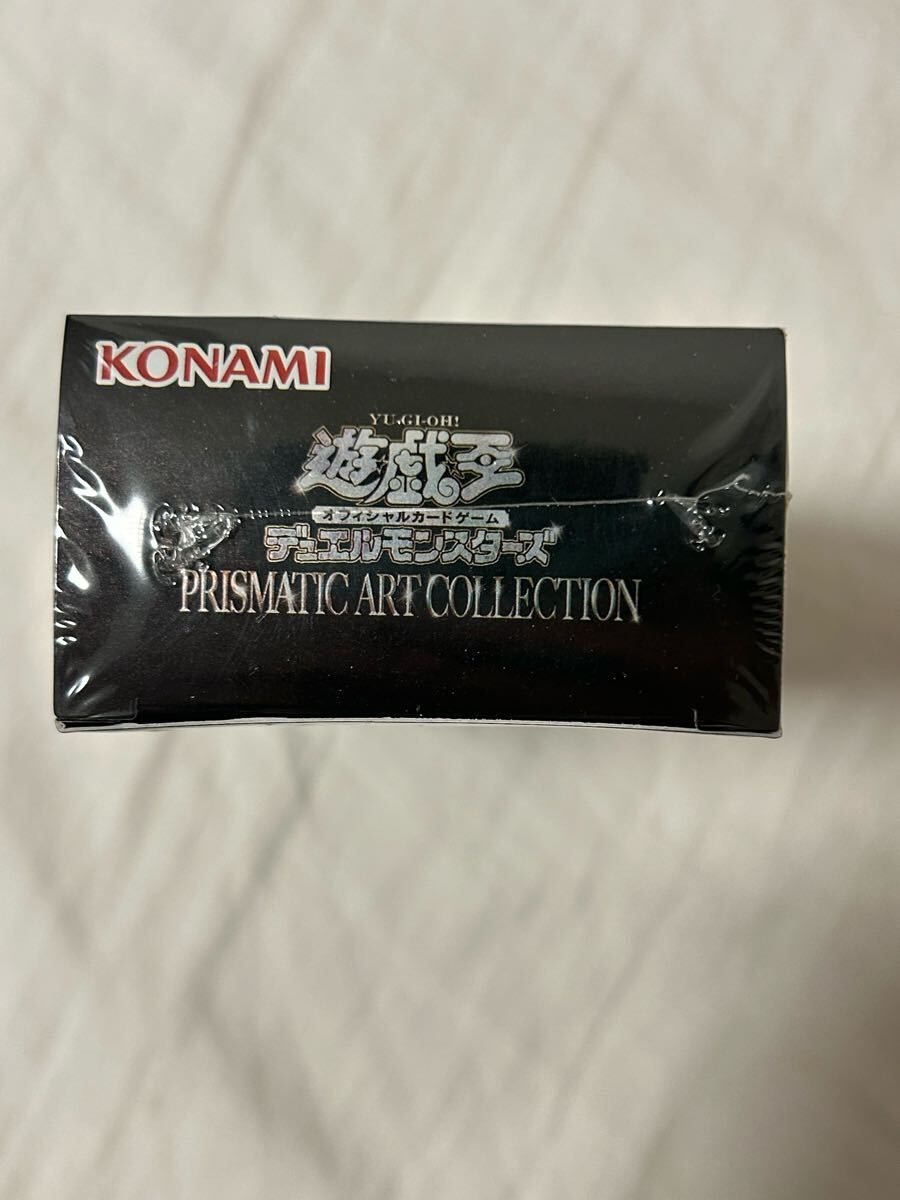 KONAMI
YU-GI-OH!
遊戯王
オフィシャルカードゲーム
デュエルモンスターズ
PRISMATIC ART COLLECTION